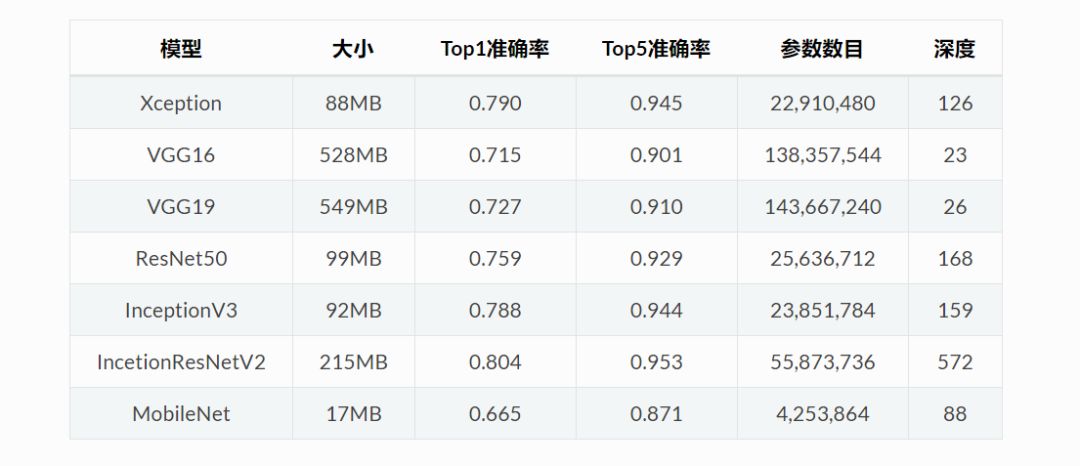 模型 大小 Top1准确率 Top5准确率 参数数目 深度
Xception 88MB 0.790 0.945 22,910,480 126
VGG16 528MB 0.715 0.901 138,357,544 23
VGG19 549MB 0.727 0.910 143,667,240 26
ResNet50 99MB 0.759 0.929 25,636,712 168
InceptionV3 92MB 0.788 0.944 23,851,784 159
IncetionResNetV2 215MB 0.804 0.953 55,873,736 572
MobileNet 17MB 0.665 0.871 4,253,864 88